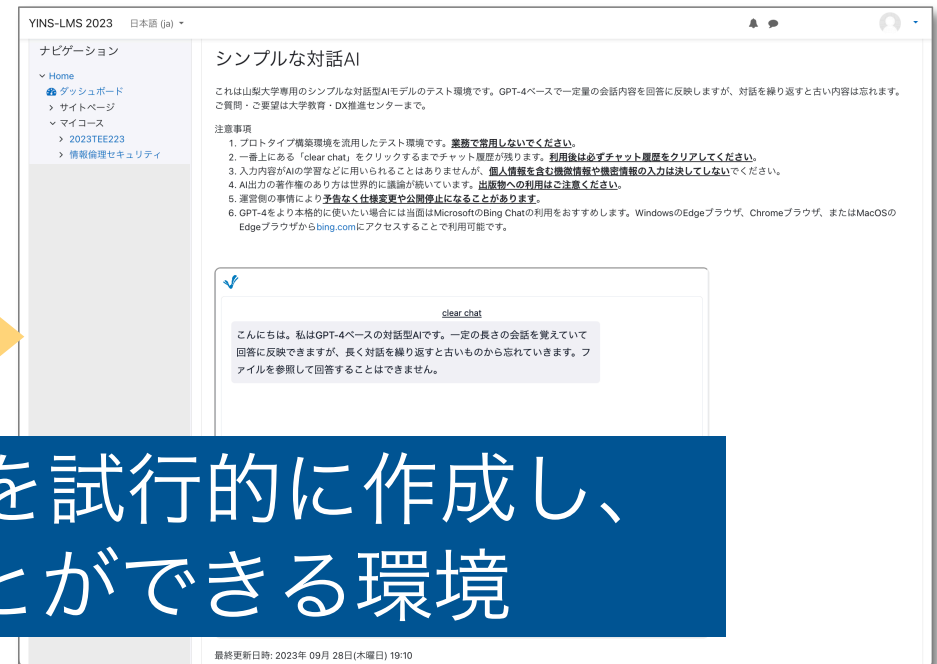 YINS-LMS 2023 日本語 (ja)
ナビゲーション
Home
ダッシュボード
サイトページ
マイコース
2023TEE223
情報倫理セキュリティ
シンプルな対話AI
これは山梨大学専用のシンプルな対話型AIモデルのテスト環境です。GPT-4ベースで一定量の会話内容を回答に反映しますが、対話を繰り返すと古い内容は忘れます。
ご質問・ご要望は大学教育・DX推進センターまで。
注意事項
1. プロトタイプ構築環境を流用したテスト環境です。業務で常用しないでください。
2. 一番上にある「clear chat」をクリックするまでチャット履歴が残ります。利用後は必ずチャット履歴をクリアしてください。
3. 入力内容がAIの学習などに用いられることはありませんが、個人情報を含む機微情報や機密情報の入力は決してしないでください。
4. AI出力の著作権のあり方は世界的に議論が続いています。出版物への利用はご注意ください。
5. 運営側の事情により予告なく仕様変更や公開停止になることがあります。
6. GPT-4をより本格的に使いたい場合には当面はMicrosoftのBing Chatの利用をおすすめします。WindowsのEdgeブラウザ、Chromeブラウザ、またはMacOSの
Edgeブラウザからbing.comにアクセスすることで利用可能です。
clear chat
こんにちは。私はGPT-4ベースの対話型AIです。一定の長さの会話を覚えていて
回答に反映できますが、長く対話を繰り返すと古いものから忘れていきます。フ
ァイルを参照して回答することはできません。
を試行的に作成し、
とができる環境
最終更新日時: 2023年 09月 28日(木曜日) 19:10